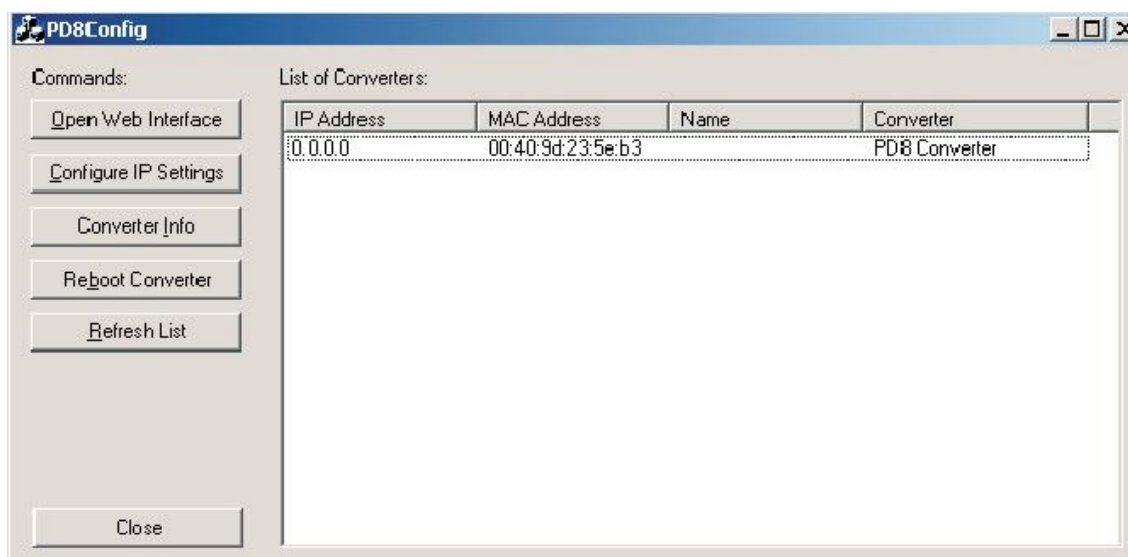 PD8Config
Commands:
Open Web Interface
Configure IP Settings
Converter Info
Reboot Converter
Refresh List
Close
List of Converters:
IP Address MAC Address Name Converter
0.0.0.0 00:40:9d:23:5e:b3 PD8 Converter